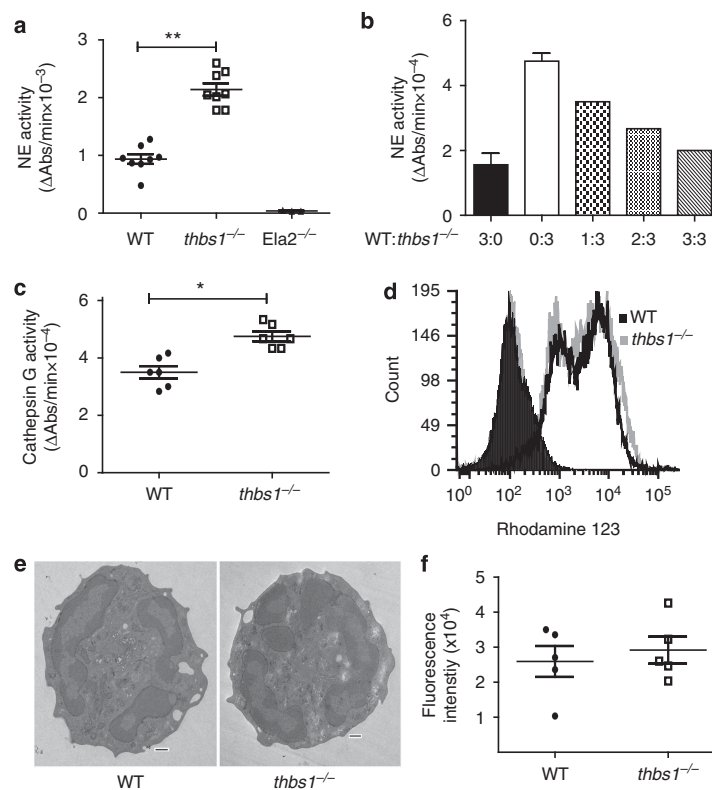 a
NE activity
(ΔAbs/min×10–3)
3
2
1
0
**
WT
thbs1–/–
Ela2–/–
b
NE activity
(ΔAbs/min×10–4)
6
4
2
0
WT:thbs1–/–
3:0
0:3
1:3
2:3
3:3
c
Cathepsin G activity
(ΔAbs/min×10–4)
6
4
2
0
*
WT
thbs1–/–
d
Count
195
146
98
49
0
WT
thbs1–/–
100
102
103
104
105
Rhodamine 123
e
WT
thbs1–/–
f
Fluorescence
intenstiy (x104)
5
4
3
2
1
WT
thbs1–/–